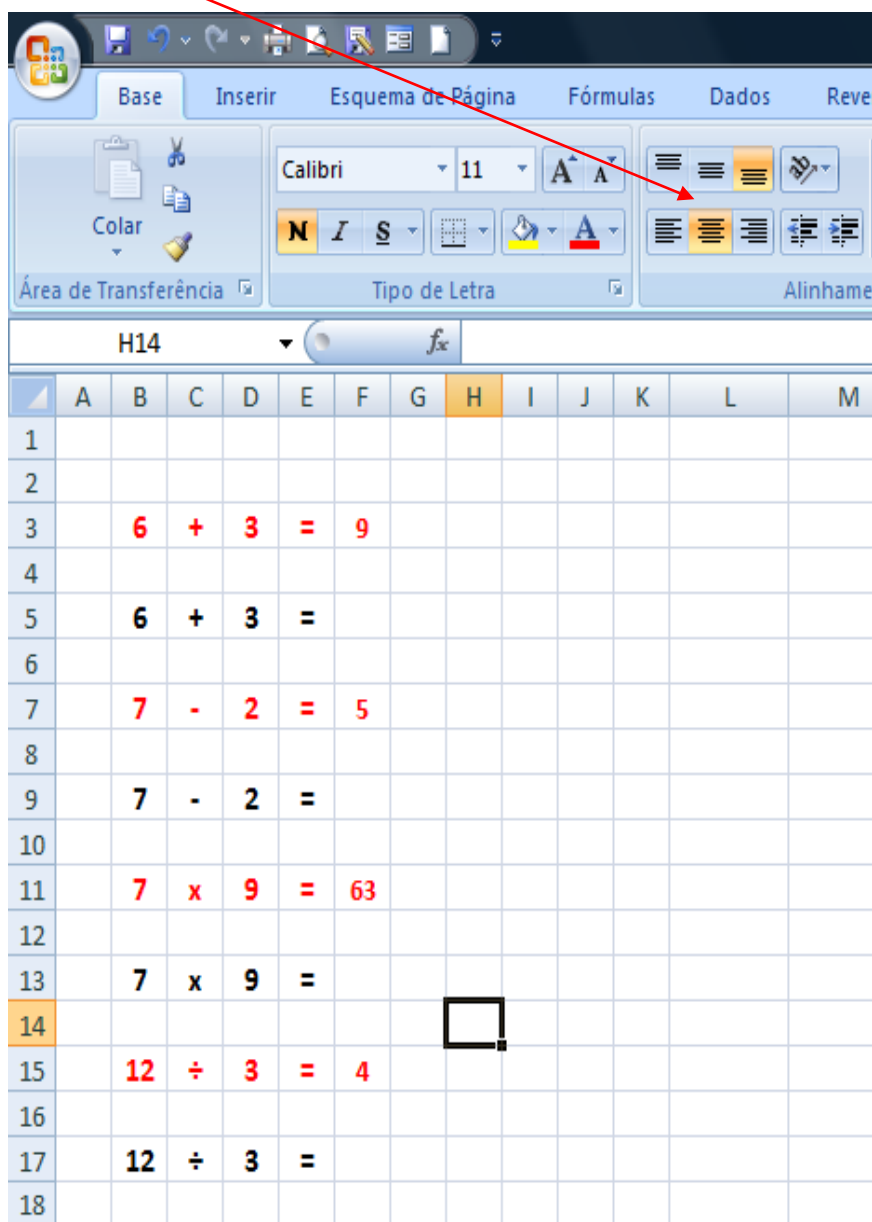 Base Inserir Esquema de Página Fórmulas Dados Reve
Calibri 11 A A
Colar N I S A
Área de Transferência Tipo de Letra Alinhame
H14 fx
A B C D E F G H I J K L M
1
2
3 6 + 3 = 9
4
5 6 + 3 =
6
7 7 - 2 = 5
8
9 7 - 2 =
10
11 7 x 9 = 63
12
13 7 x 9 =
14
15 12 ÷ 3 = 4
16
17 12 ÷ 3 =
18